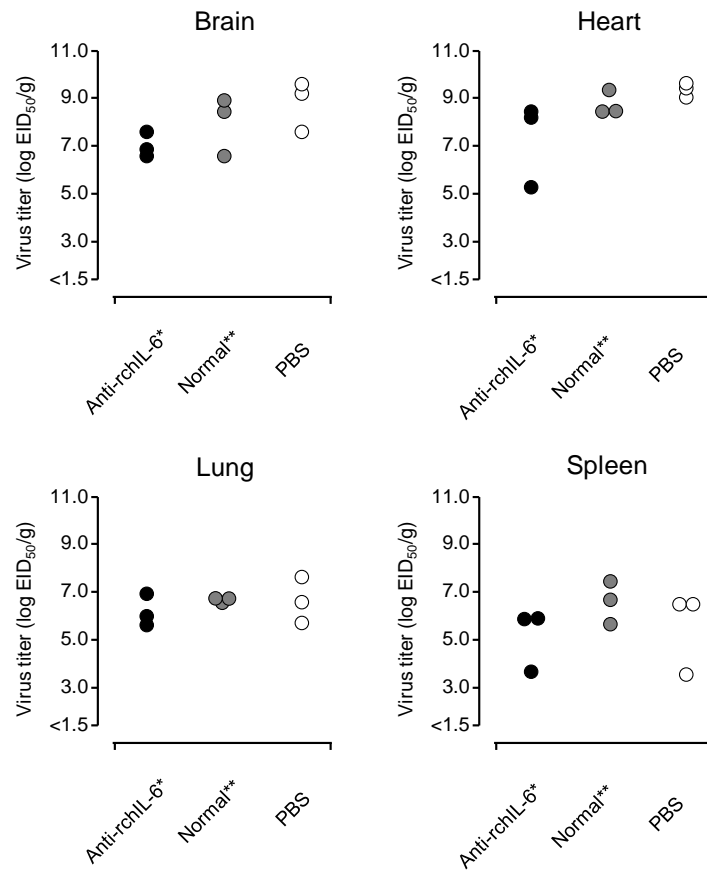 Brain
Virus titer (log EID50/g)
11.0
9.0
7.0
5.0
3.0
<1.5
Anti-rchIL-6*
Normal**
PBS
Heart
Virus titer (log EID50/g)
11.0
9.0
7.0
5.0
3.0
<1.5
Anti-rchIL-6*
Normal**
PBS
Lung
Virus titer (log EID50/g)
11.0
9.0
7.0
5.0
3.0
<1.5
Anti-rchIL-6*
Normal**
PBS
Spleen
Virus titer (log EID50/g)
11.0
9.0
7.0
5.0
3.0
<1.5
Anti-rchIL-6*
Normal**
PBS